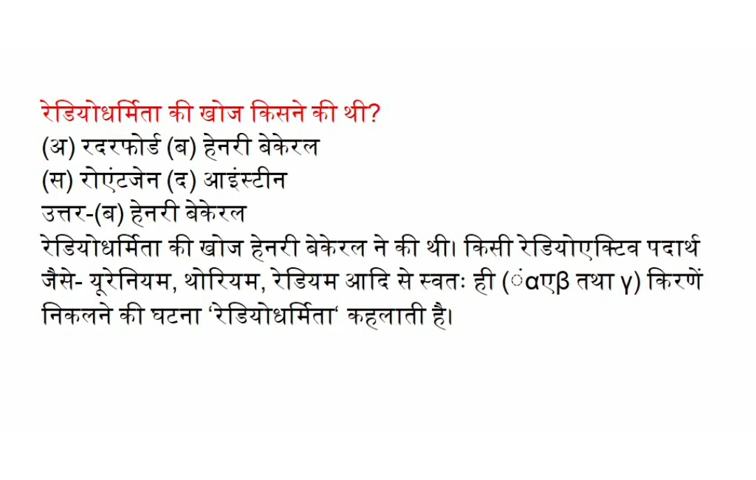 रेडियोधर्मिता की खोज किसने की थी?
(अ) रदरफोर्ड (ब) हेनरी बेकेरल
(स) रोएंटजेन (द) आइंस्टीन
उत्तर-(ब) हेनरी बेकेरल
रेडियोधर्मिता की खोज हेनरी बेकेरल ने की थी। किसी रेडियोएक्टिव पदार्थ
जैसे- यूरेनियम, थोरियम, रेडियम आदि से स्वतः ही (ंαएβ तथा γ) किरणें
निकलने की घटना ‘रेडियोधर्मिता‘ कहलाती है।